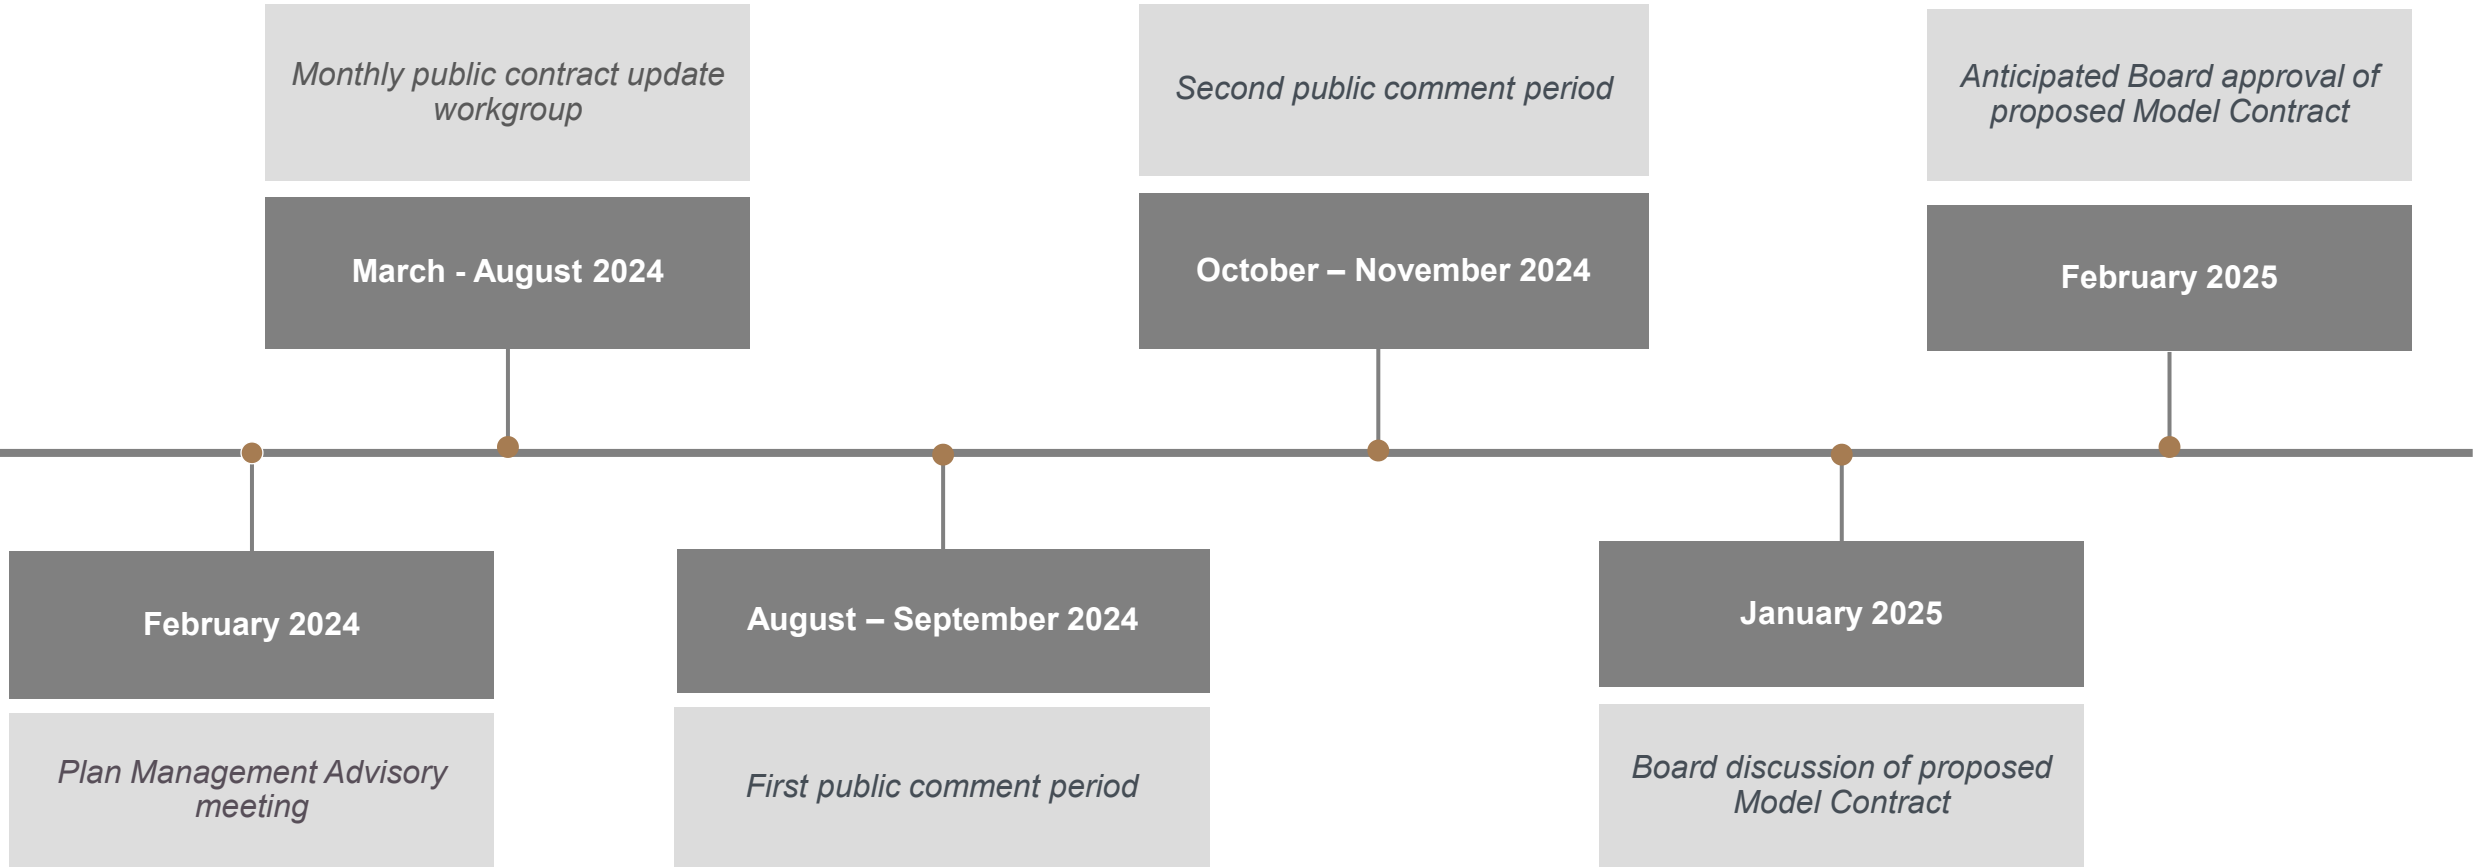 Monthly public contract update
workgroup
March - August 2024
Second public comment period
October – November 2024
Anticipated Board approval of
proposed Model Contract
February 2025
February 2024
Plan Management Advisory
meeting
August – September 2024
First public comment period
January 2025
Board discussion of proposed
Model Contract